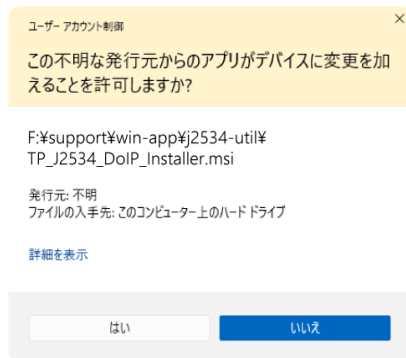 ユーザー アカウント制御
この不明な発行元からのアプリがデバイスに変更を加
えることを許可しますか?
F:¥support¥win-app¥j2534-util¥
TP_J2534_DoIP_Installer.msi
発行元: 不明
ファイルの入手先: このコンピューター上のハード ドライブ
詳細を表示
はい
いいえ